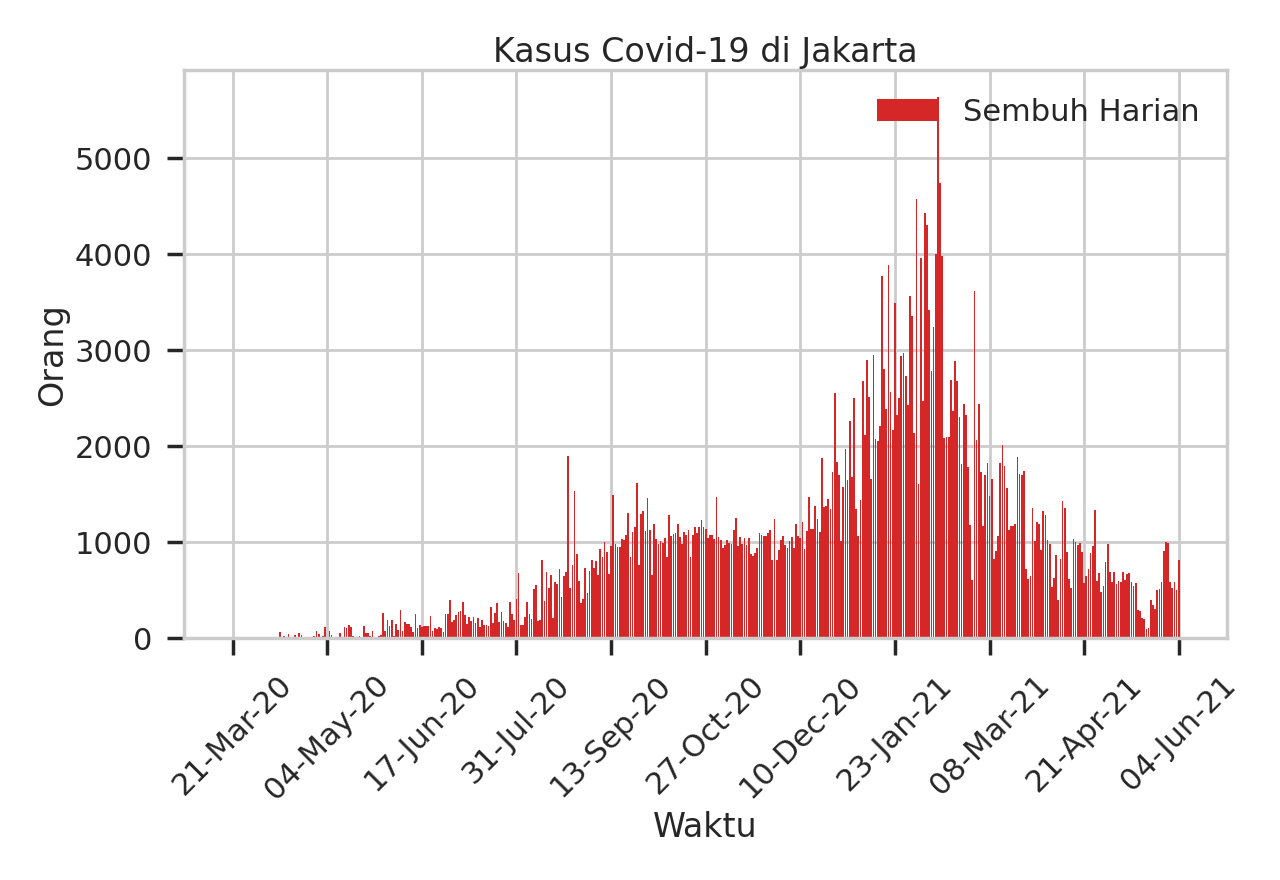 Kasus Covid-19 di Jakarta
Sembuh Harian
Orang
5000
4000
3000
2000
1000
0
21-Mar-20
04-May-20
17-Jun-20
31-Jul-20
13-Sep-20
27-Oct-20
10-Dec-20
23-Jan-21
08-Mar-21
21-Apr-21
04-Jun-21
Waktu